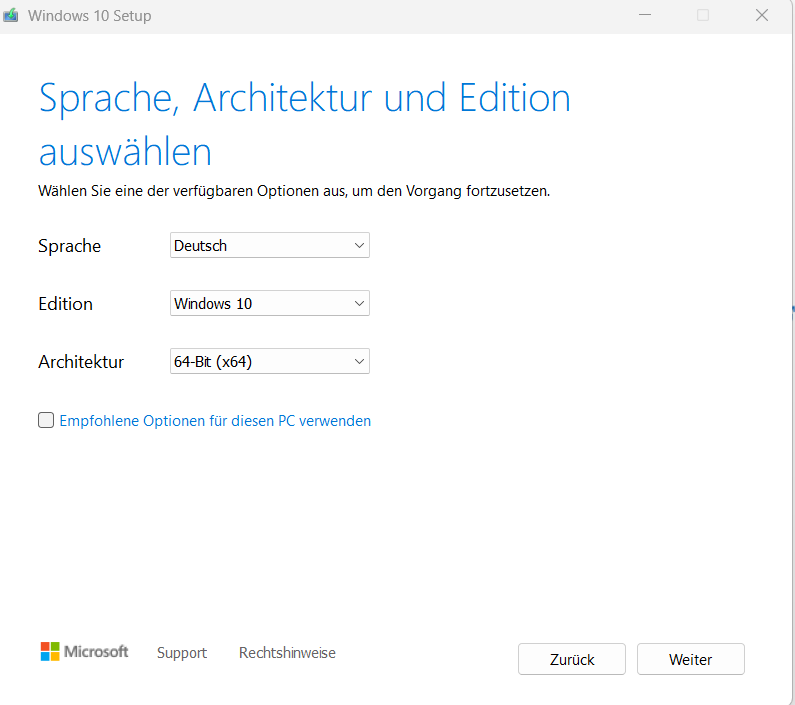 Windows 10 Setup
Sprache, Architektur und Edition
auswählen
Wählen Sie eine der verfügbaren Optionen aus, um den Vorgang fortzusetzen.
Sprache Deutsch
Edition Windows 10
Architektur 64-Bit (x64)
Empfohlene Optionen für diesen PC verwenden
Microsoft Support Rechtshinweise Zurück Weiter